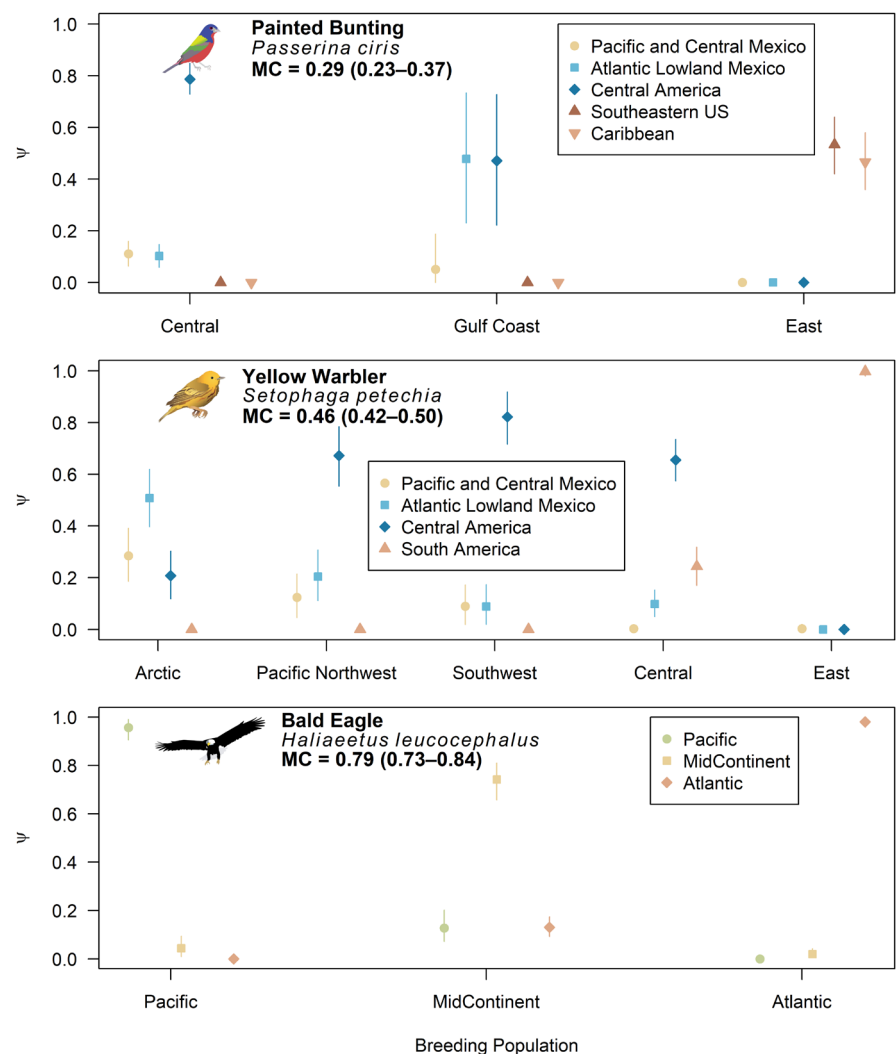 Painted Bunting
Passerina ciris
MC = 0.29 (0.23–0.37)
Pacific and Central Mexico
Atlantic Lowland Mexico
Central America
Southeastern US
Caribbean
1.0
0.8
0.6
0.4
0.2
0.0
ψ
Central
Gulf Coast
East
Yellow Warbler
Setophaga petechia
MC = 0.46 (0.42–0.50)
Pacific and Central Mexico
Atlantic Lowland Mexico
Central America
South America
1.0
0.8
0.6
0.4
0.2
0.0
ψ
Arctic
Pacific Northwest
Southwest
Central
East
Bald Eagle
Haliaeetus leucocephalus
MC = 0.79 (0.73–0.84)
Pacific
MidContinent
Atlantic
1.0
0.8
0.6
0.4
0.2
0.0
ψ
Pacific
MidContinent
Atlantic
Breeding Population